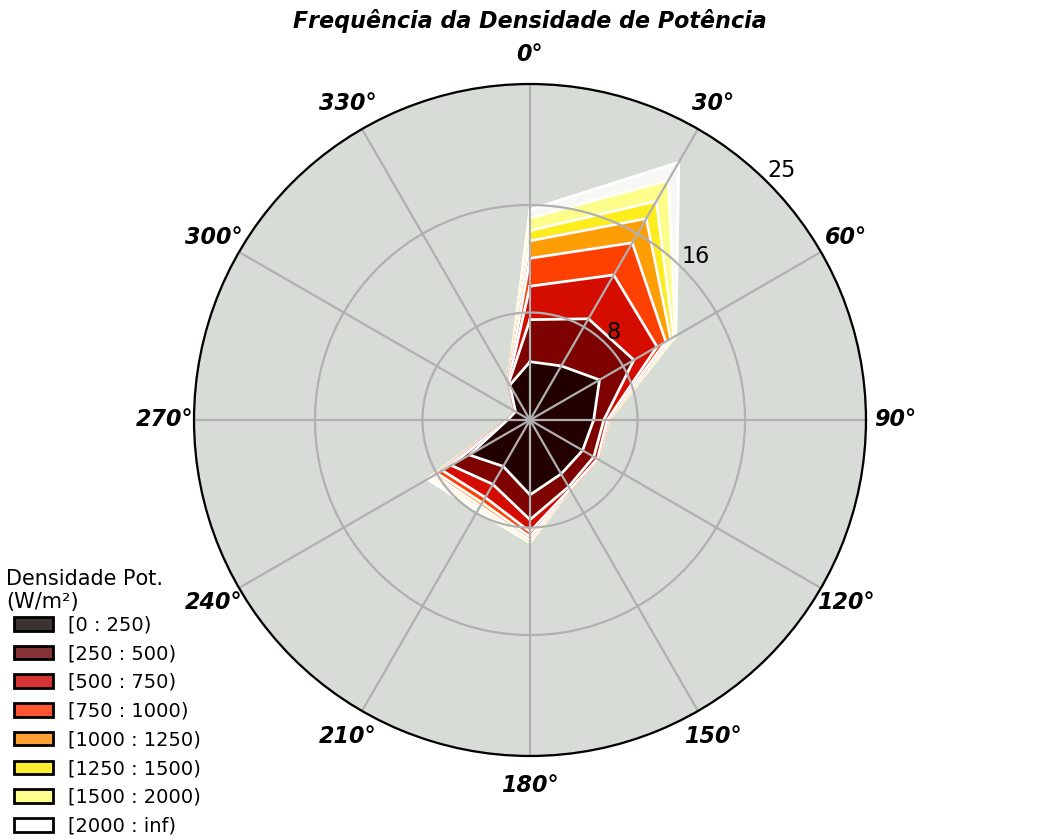 Frequência da Densidade de Potência
0°
330°
30°
25
300°
60°
16
8
270°
90°
Densidade Pot.
(W/m²)
240°
120°
[0 : 250)
[250 : 500)
[500 : 750)
[750 : 1000)
210°
150°
[1000 : 1250)
[1250 : 1500)
180°
[1500 : 2000)
[2000 : inf)